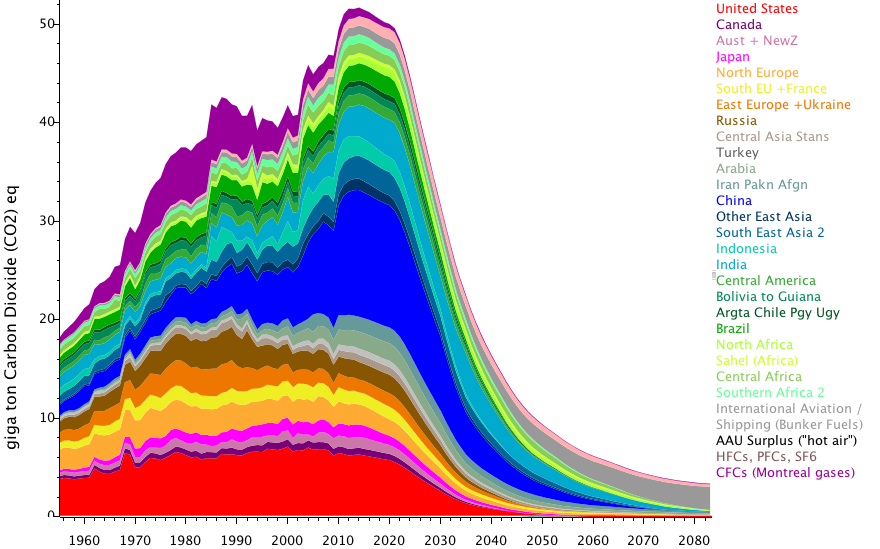 giga ton Carbon Dioxide (CO2) eq
50
40
30
20
10
0
1960 1970 1980 1990 2000 2010 2020 2030 2040 2050 2060 2070 2080
United States
Canada
Aust + NewZ
Japan
North Europe
South EU +France
East Europe +Ukraine
Russia
Central Asia Stans
Turkey
Arabia
Iran Pakn Afgn
China
Other East Asia
South East Asia 2
Indonesia
India
Central America
Bolivia to Guiana
Argta Chile Pgy Ugy
Brazil
North Africa
Sahel (Africa)
Central Africa
Southern Africa 2
International Aviation /
Shipping (Bunker Fuels)
AAU Surplus ("hot air")
HFCs, PFCs, SF6
CFCs (Montreal gases)